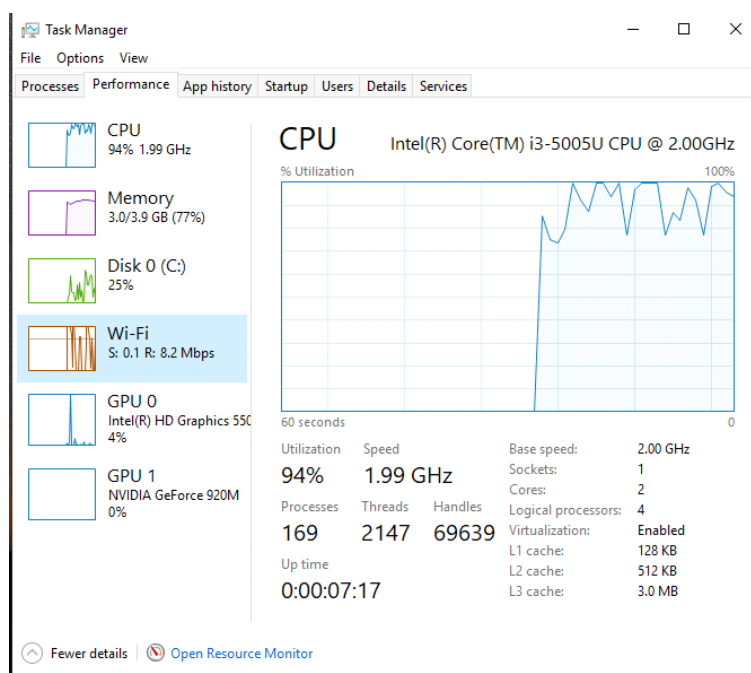 Task Manager
File Options View
Processes Performance App history Startup Users Details Services
CPU
94% 1.99 GHz
Memory
3.0/3.9 GB (77%)
Disk 0 (C:)
25%
Wi-Fi
S: 0.1 R: 8.2 Mbps
GPU 0
Intel(R) HD Graphics 550
4%
GPU 1
NVIDIA GeForce 920M
0%
CPU Intel(R) Core(TM) i3-5005U CPU @ 2.00GHz
% Utilization 100%
60 seconds 0
Utilization Speed
94% 1.99 GHz
Processes Threads Handles
169 2147 69639
Up time
0:00:07:17
Base speed: 2.00 GHz
Sockets: 1
Cores: 2
Logical processors: 4
Virtualization: Enabled
L1 cache: 128 KB
L2 cache: 512 KB
L3 cache: 3.0 MB
Fewer details Open Resource Monitor